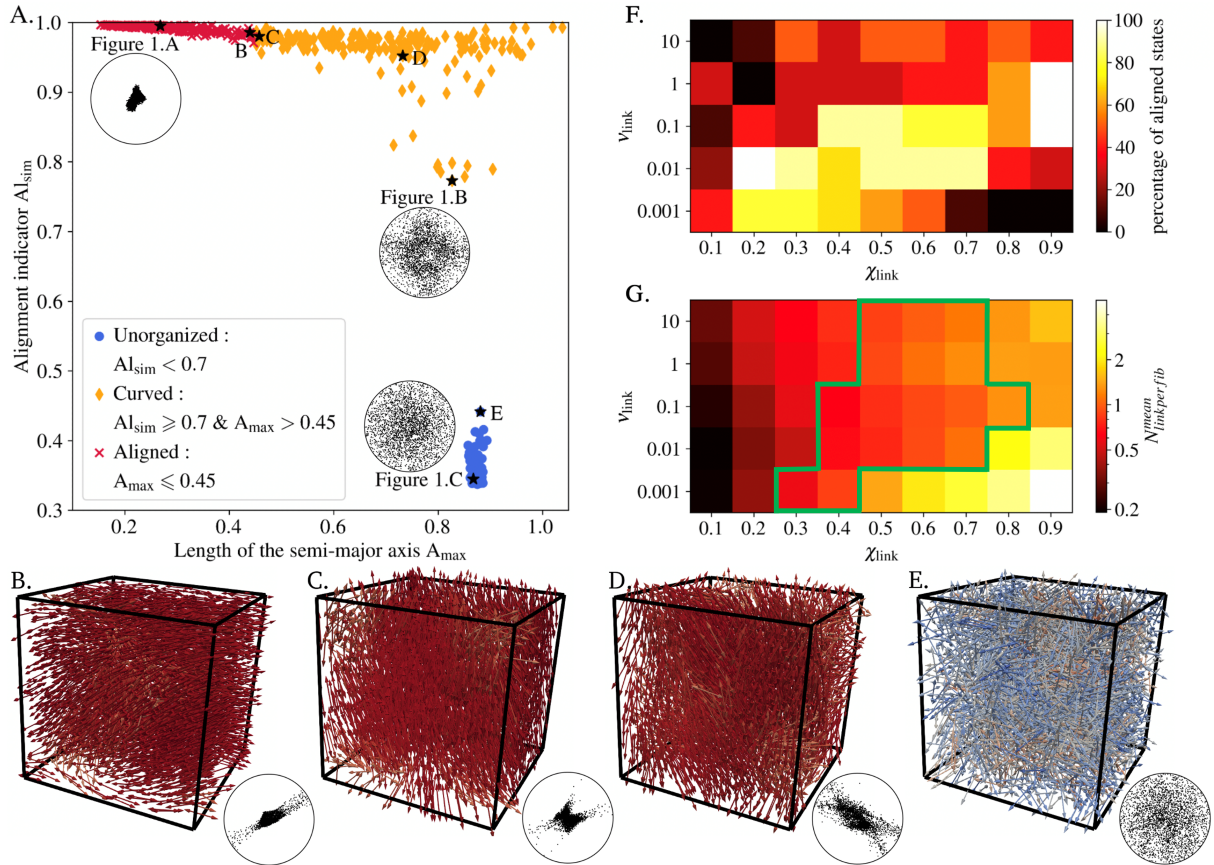 A.
1.0
0.9
0.8
0.7
0.6
0.5
0.4
0.3
Alignment indicator Al_sim
0.2
0.4
0.6
0.8
1.0
Length of the semi-major axis A_max
Figure 1.A
B
C
D
Figure 1.B
E
Figure 1.C
Unorganized :
Al_sim < 0.7
Curved :
Al_sim ⩾ 0.7 & A_max > 0.45
Aligned :
A_max ⩽ 0.45
F.
10
1
0.1
0.01
0.001
ν_link
0.1 0.2 0.3 0.4 0.5 0.6 0.7 0.8 0.9
χ_link
100
80
60
40
20
0
percentage of aligned states
G.
10
1
0.1
0.01
0.001
ν_link
0.1 0.2 0.3 0.4 0.5 0.6 0.7 0.8 0.9
χ_link
2
1
0.5
0.2
N^mean_linkperfib
B.
C.
D.
E.